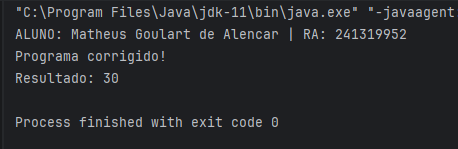 "C:\Program Files\Java\jdk-11\bin\java.exe" "-javaagent
ALUNO: Matheus Goulart de Alencar | RA: 241319952
Programa corrigido!
Resultado: 30
Process finished with exit code 0